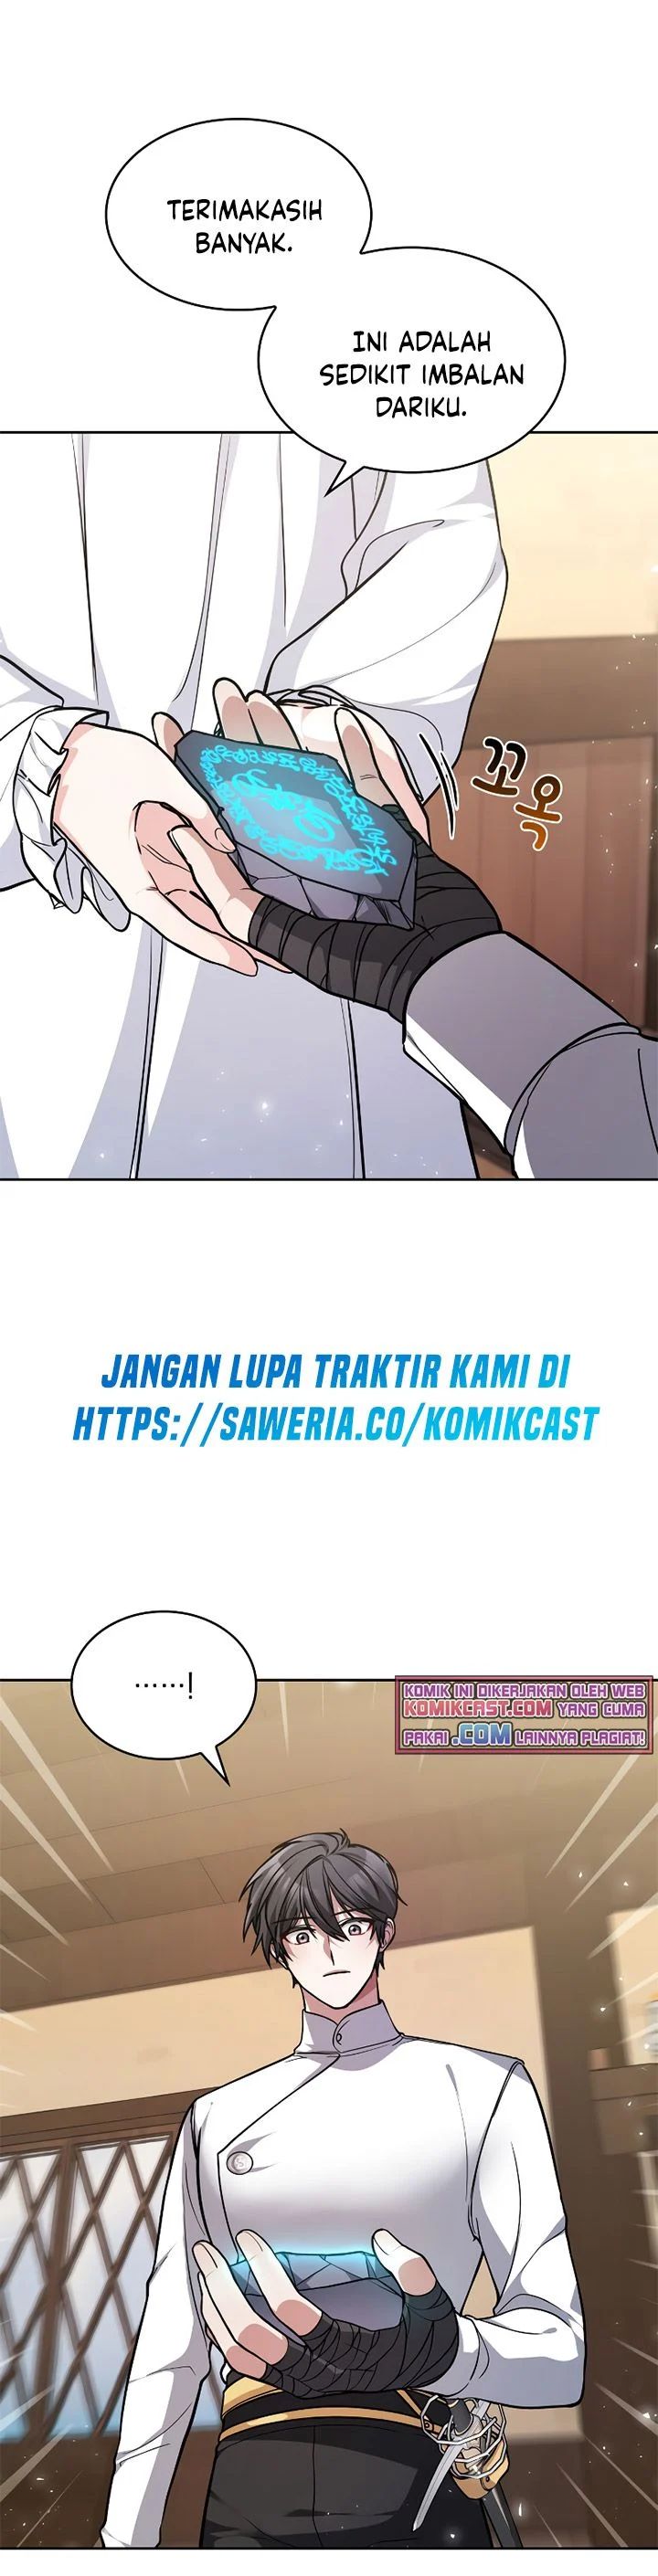 TERIMAKASIH
BANYAK.
INI ADALAH
SEDIKIT IMBALAN
DARIKU.
꼬옥
JANGAN LUPA TRAKTIR KAMI DI
HTTPS://SAWERIA.CO/KOMIKCAST
......!
KOMIK INI DIKERJAKAN OLEH WEB
KOMIKCAST.COM YANG CUMA
PAKAI .COM LAINNYA PLAGIAT!